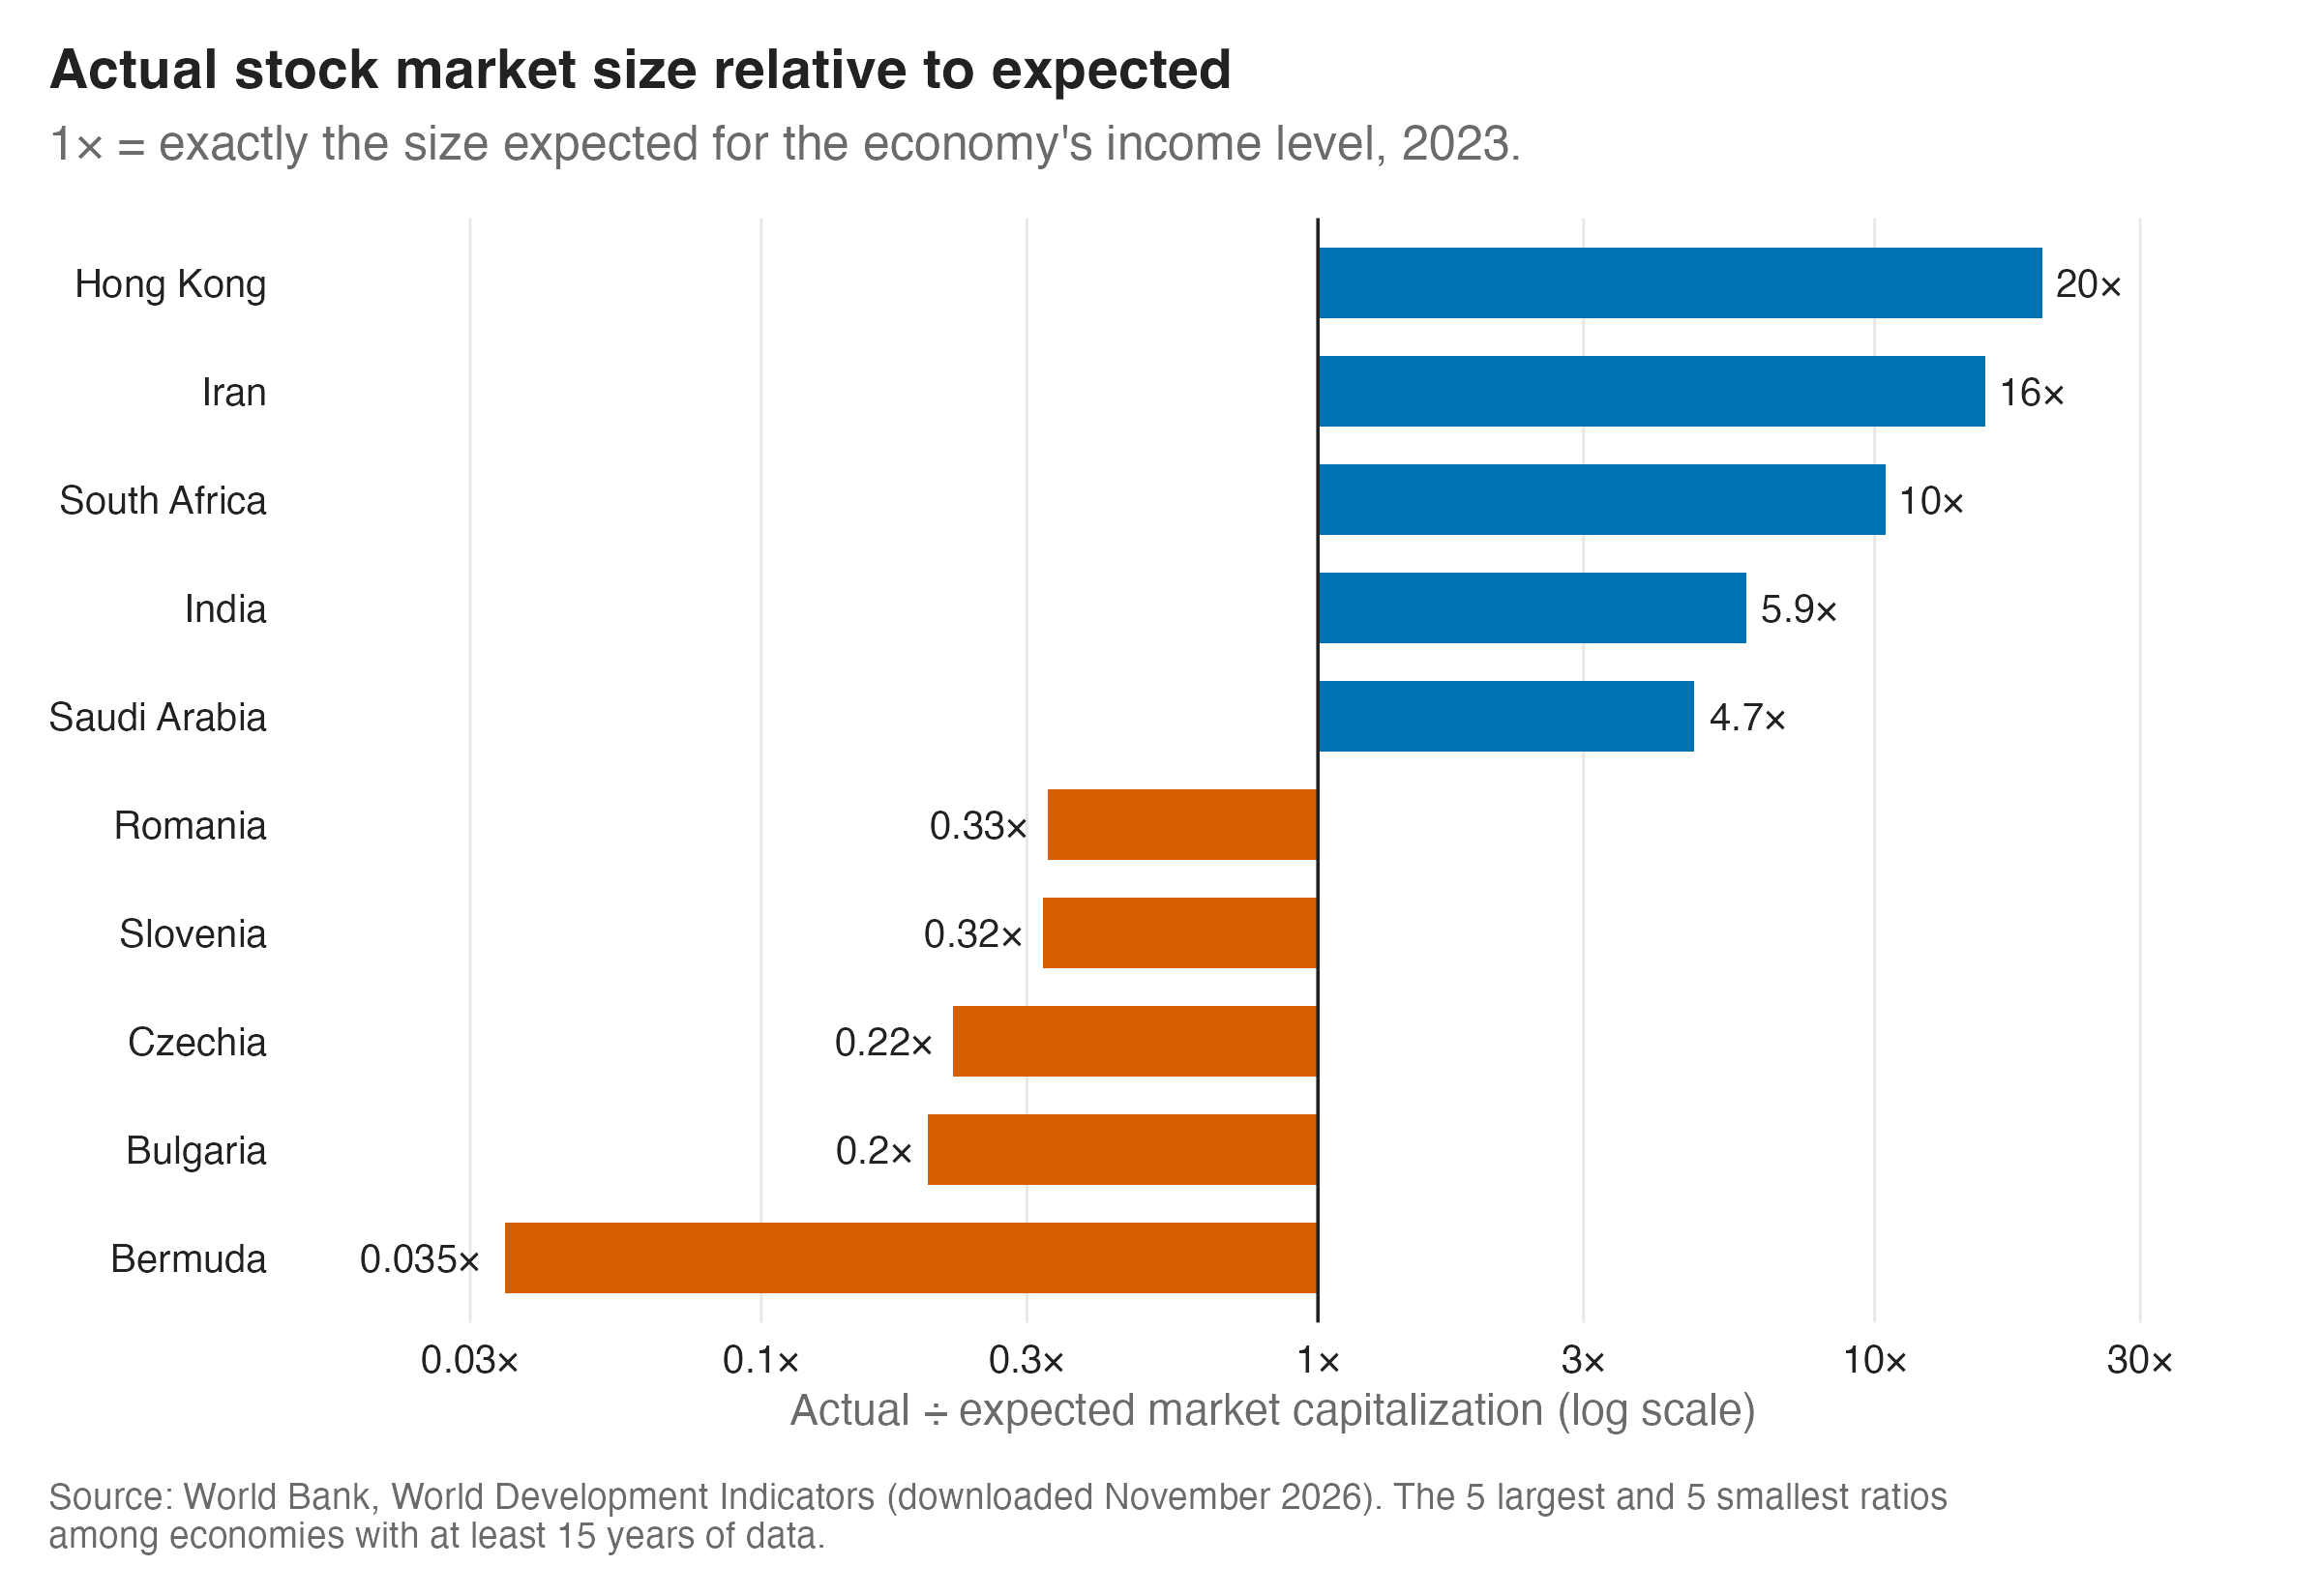 Actual stock market size relative to expected
1× = exactly the size expected for the economy's income level, 2023.
Hong Kong 20×
Iran 16×
South Africa 10×
India 5.9×
Saudi Arabia 4.7×
Romania 0.33×
Slovenia 0.32×
Czechia 0.22×
Bulgaria 0.2×
Bermuda 0.035×
0.03× 0.1× 0.3× 1× 3× 10× 30×
Actual ÷ expected market capitalization (log scale)
Source: World Bank, World Development Indicators (downloaded November 2026). The 5 largest and 5 smallest ratios
among economies with at least 15 years of data.